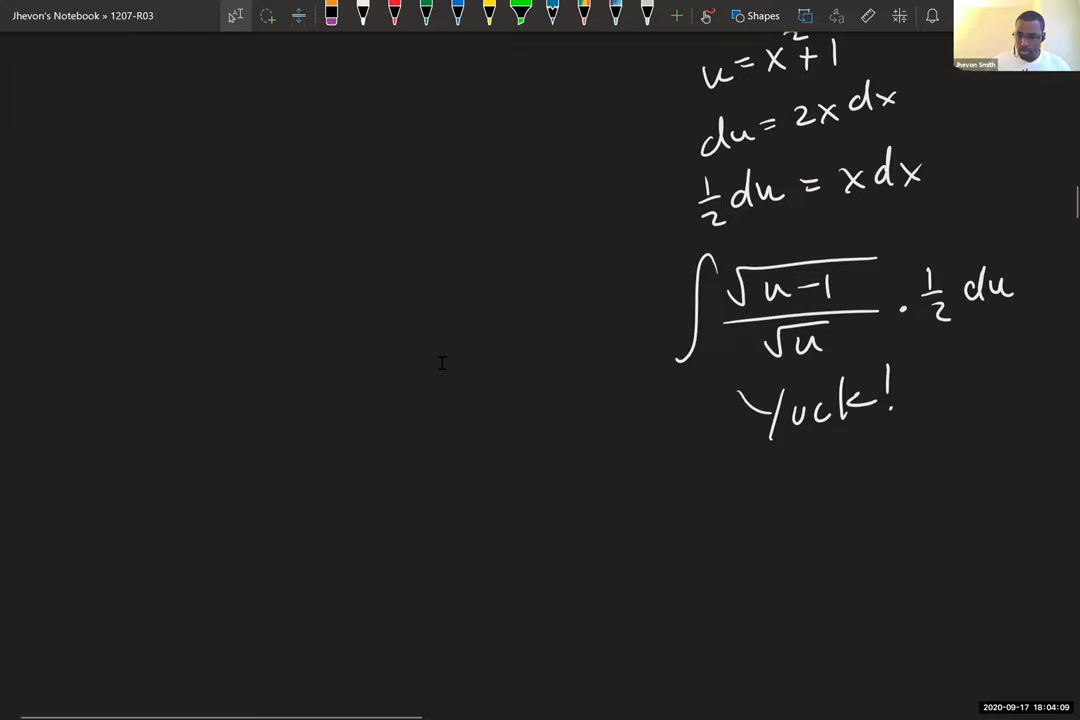 Jhevon's Notebook » 1207-R03
Shapes
Jhevon Smith
u = x² + 1
du = 2x dx
½ du = x dx
∫ √(u-1) / √u · ½ du
Yuck!
2020-09-17 18:04:09